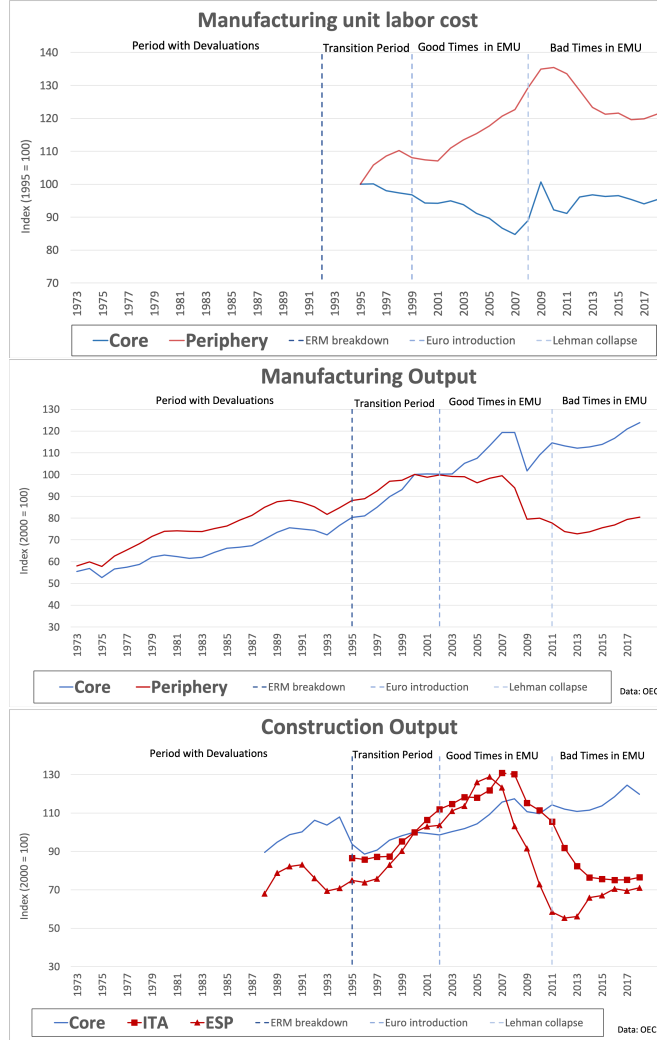 Manufacturing unit labor cost
Period with Devaluations
Transition Period
Good Times in EMU
Bad Times in EMU
140
130
120
110
100
90
80
70
Index (1995 = 100)
1973 1975 1977 1979 1981 1983 1985 1987 1989 1991 1993 1995 1997 1999 2001 2003 2005 2007 2009 2011 2013 2015 2017
Core Periphery ERM breakdown Euro introduction Lehman collapse
Manufacturing Output
Period with Devaluations
Transition Period
Good Times in EMU
Bad Times in EMU
130
120
110
100
90
80
70
60
50
40
30
Index (2000 = 100)
1973 1975 1977 1979 1981 1983 1985 1987 1989 1991 1993 1995 1997 1999 2001 2003 2005 2007 2009 2011 2013 2015 2017
Core Periphery ERM breakdown Euro introduction Lehman collapse
Data: OEC
Construction Output
Period with Devaluations
Transition Period
Good Times in EMU
Bad Times in EMU
130
110
90
70
50
30
Index (2000 = 100)
1973 1975 1977 1979 1981 1983 1985 1987 1989 1991 1993 1995 1997 1999 2001 2003 2005 2007 2009 2011 2013 2015 2017
Core ITA ESP ERM breakdown Euro introduction Lehman collapse
Data: OEC